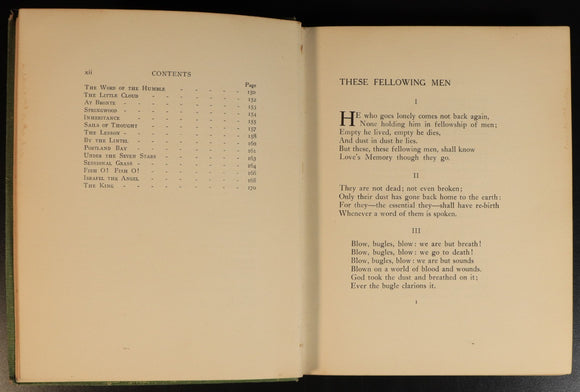 xii CONTENTS
Page
The Word of the Humble - - - - - 150
The Little Cloud - - - - - - 152
At Bronte - - - - - - - 153
Springwood - - - - - - - 154
Inheritance - - - - - - - 155
Sails of Thought - - - - - - 157
The Lesson - - - - - - - 158
By the Lintel - - - - - - - 160
Portland Bay - - - - - - - 161
Under the Seven Stars - - - - - 163
Sensional Grass - - - - - - 164
Fish O! Fish O! - - - - - - 166
Israfel the Angel - - - - - - 168
The King - - - - - - - 170
THESE FELLOWING MEN
I
HE who goes lonely comes not back again,
None holding him in fellowship of men;
Empty he lived, empty he dies,
And dust in dust he lies.
But these, these fellowing men, shall know
Love's Memory though they go.
II
They are not dead; not even broken;
Only their dust has gone back home to the earth:
For they—the essential they—shall have re-birth
Whenever a word of them is spoken.
III
Blow, bugles, blow: we are but breath!
Blow, bugles, blow: we go to death!
Blow, bugles, blow: we are but sounds
Blown on a world of blood and wounds.
God took the dust and breathed on it;
Ever the bugle clarions it.
1